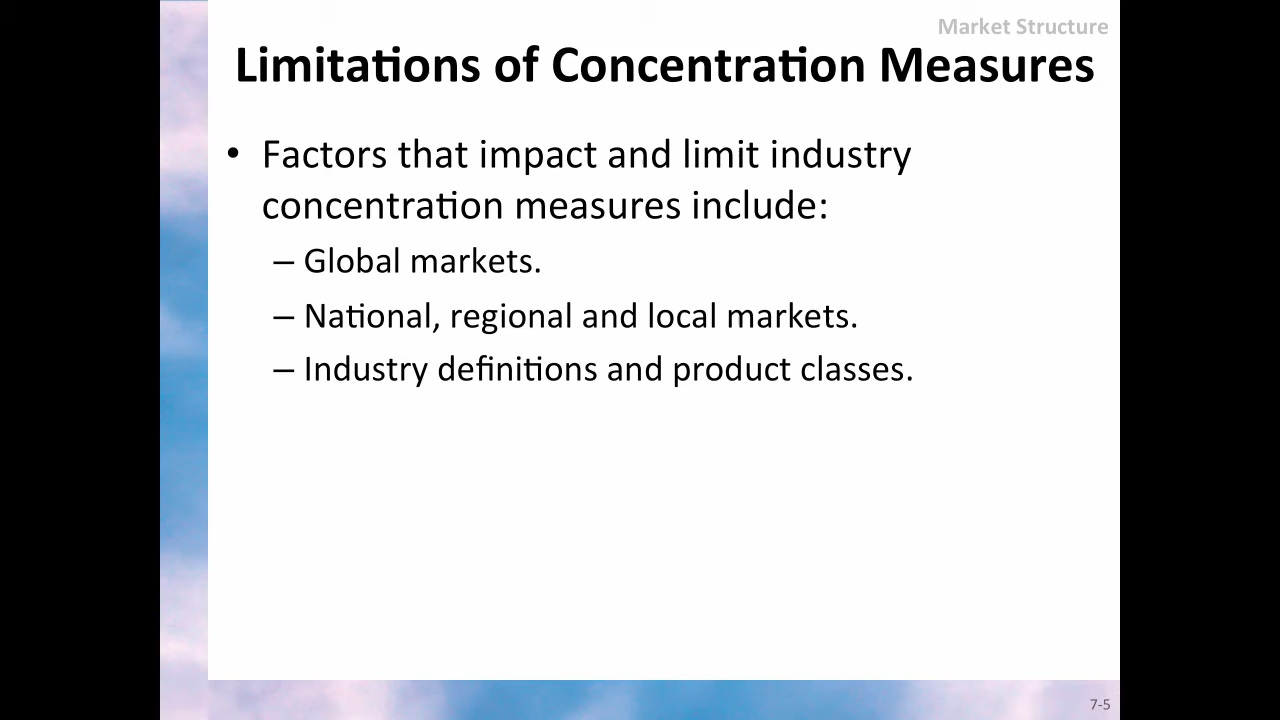 Market Structure
Limitations of Concentration Measures
• Factors that impact and limit industry
concentration measures include:
– Global markets.
– National, regional and local markets.
– Industry definitions and product classes.
7-5